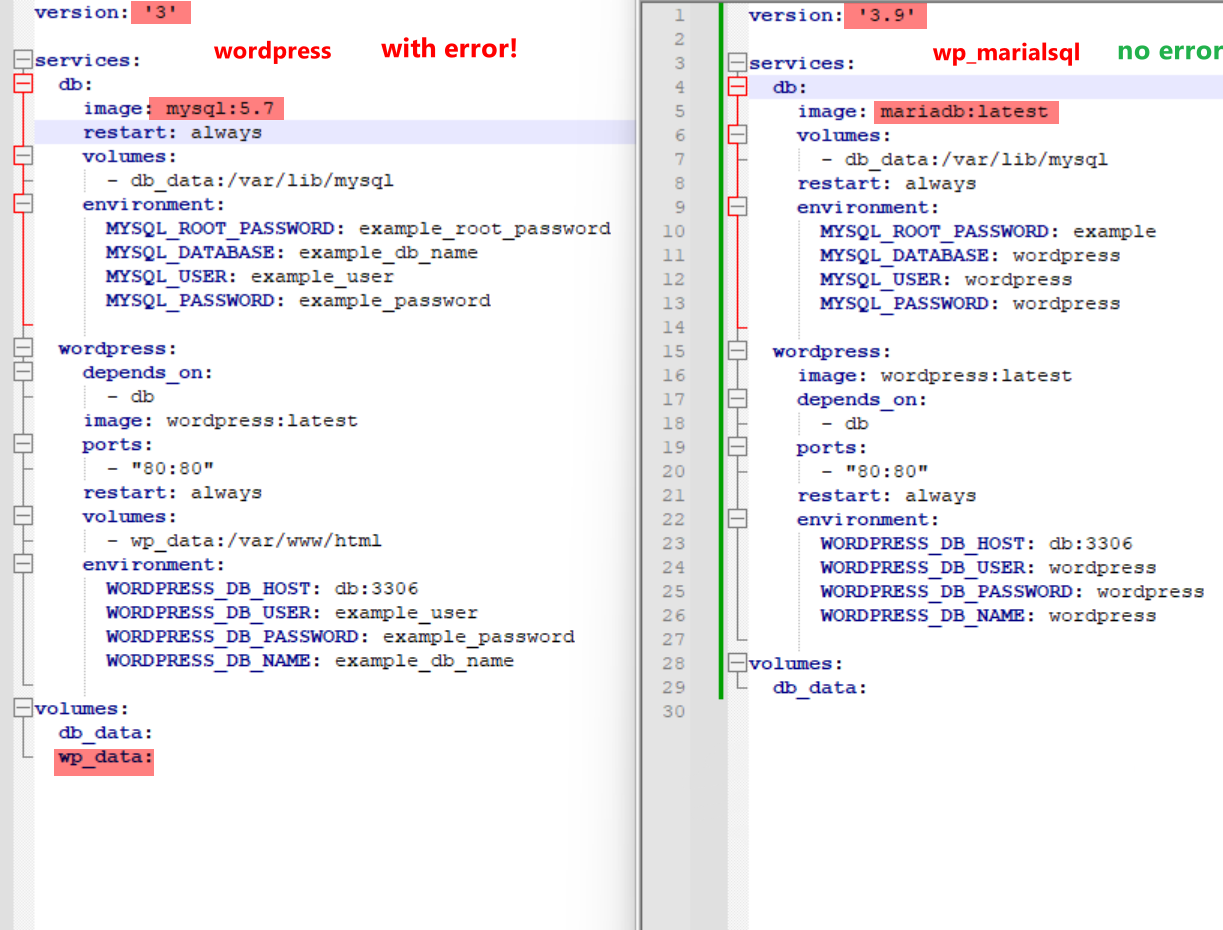 version: '3'
wordpress with error!
services:
db:
image: mysql:5.7
restart: always
volumes:
- db_data:/var/lib/mysql
environment:
MYSQL_ROOT_PASSWORD: example_root_password
MYSQL_DATABASE: example_db_name
MYSQL_USER: example_user
MYSQL_PASSWORD: example_password
wordpress:
depends_on:
- db
image: wordpress:latest
ports:
- "80:80"
restart: always
volumes:
- wp_data:/var/www/html
environment:
WORDPRESS_DB_HOST: db:3306
WORDPRESS_DB_USER: example_user
WORDPRESS_DB_PASSWORD: example_password
WORDPRESS_DB_NAME: example_db_name
volumes:
db_data:
wp_data:
1 version: '3.9'
2 wp_marialsql no error
3 services:
4 db:
5 image: mariadb:latest
6 volumes:
7 - db_data:/var/lib/mysql
8 restart: always
9 environment:
10 MYSQL_ROOT_PASSWORD: example
11 MYSQL_DATABASE: wordpress
12 MYSQL_USER: wordpress
13 MYSQL_PASSWORD: wordpress
14
15 wordpress:
16 image: wordpress:latest
17 depends_on:
18 - db
19 ports:
20 - "80:80"
21 restart: always
22 environment:
23 WORDPRESS_DB_HOST: db:3306
24 WORDPRESS_DB_USER: wordpress
25 WORDPRESS_DB_PASSWORD: wordpress
26 WORDPRESS_DB_NAME: wordpress
27
28 volumes:
29 db_data:
30